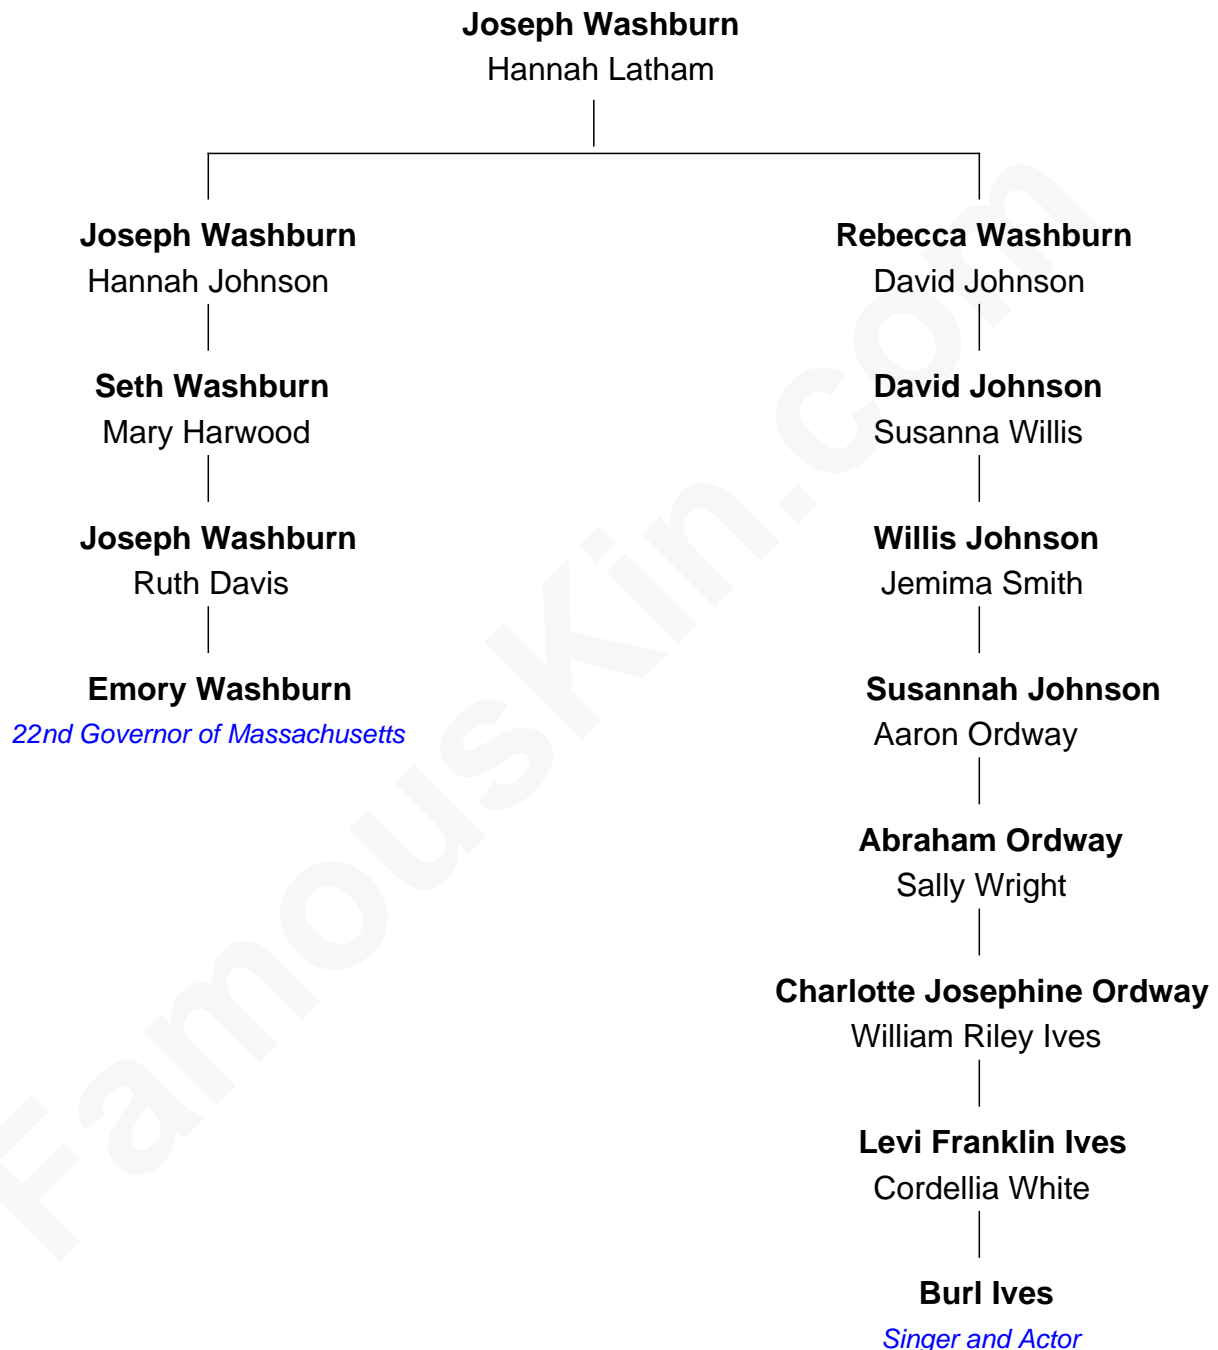 Joseph Washburn
Hannah Latham
Joseph Washburn
Hannah Johnson
Rebecca Washburn
David Johnson
Seth Washburn
Mary Harwood
David Johnson
Susanna Willis
Joseph Washburn
Ruth Davis
Willis Johnson
Jemima Smith
Emory Washburn
22nd Governor of Massachusetts
Susannah Johnson
Aaron Ordway
Abraham Ordway
Sally Wright
Charlotte Josephine Ordway
William Riley Ives
Levi Franklin Ives
Cordellia White
Burl Ives
Singer and Actor
FamousKin.com